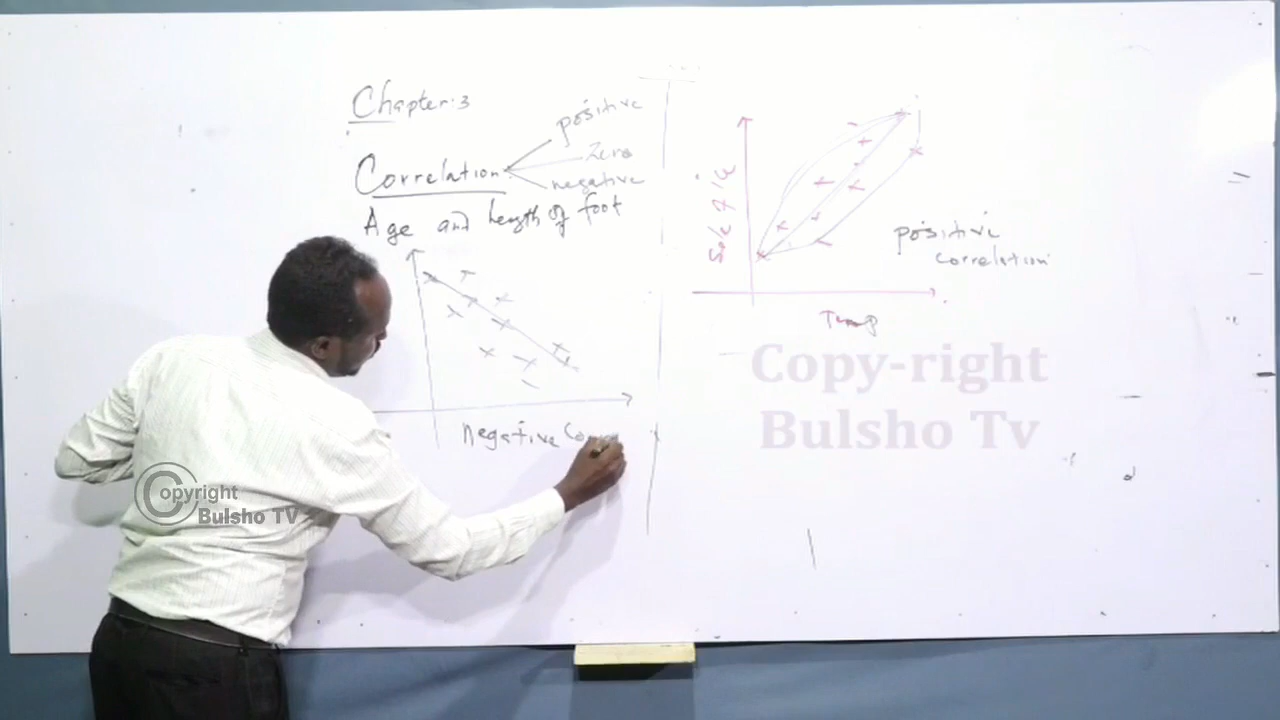 Chapter:3
Correlation
positive
Zero
negative
Age and length of foot
negative
positive
correlation
Temp
Copy-right
Bulsho Tv
Copyright
Bulsho TV